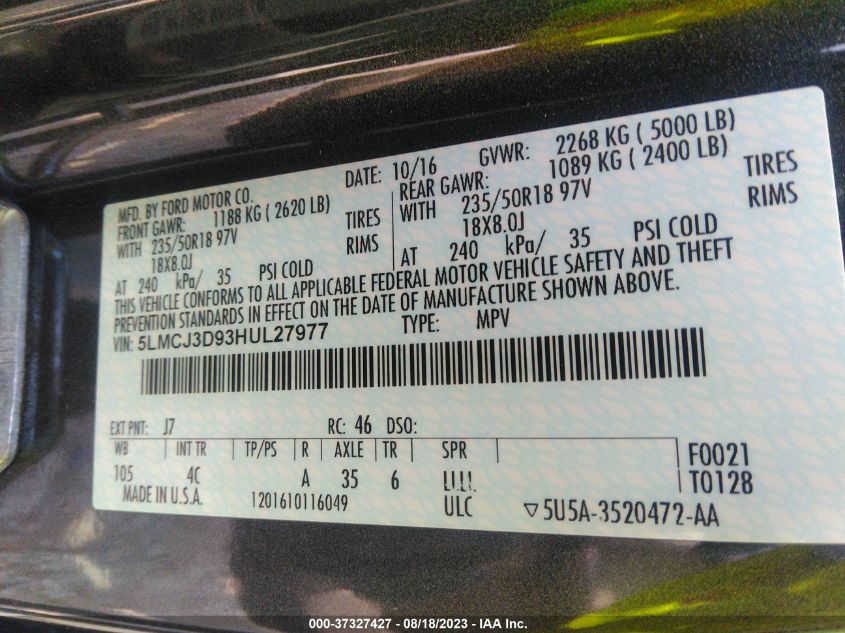 MFD. BY FORD MOTOR CO. DATE: 10/16 GVWR: 2268 KG ( 5000 LB)
FRONT GAWR: 1188 KG ( 2620 LB) REAR GAWR: 1089 KG ( 2400 LB)
WITH 235/50R18 97V TIRES WITH 235/50R18 97V TIRES
18X8.0J RIMS 18X8.0J RIMS
AT 240 kPa/ 35 PSI COLD AT 240 kPa/ 35 PSI COLD
THIS VEHICLE CONFORMS TO ALL APPLICABLE FEDERAL MOTOR VEHICLE SAFETY AND THEFT
PREVENTION STANDARDS IN EFFECT ON THE DATE OF MANUFACTURE SHOWN ABOVE.
VIN: 5LMCJ3D93HUL27977 TYPE: MPV
EXT PNT: J7 RC: 46 DSO:
WB INT TR TP/PS R AXLE TR SPR F0021
105 4C A 35 6 T0128
MADE IN U.S.A. 1201610116049 ULC ▽5U5A-3520472-AA
000-37327427 - 08/18/2023 - IAA Inc.